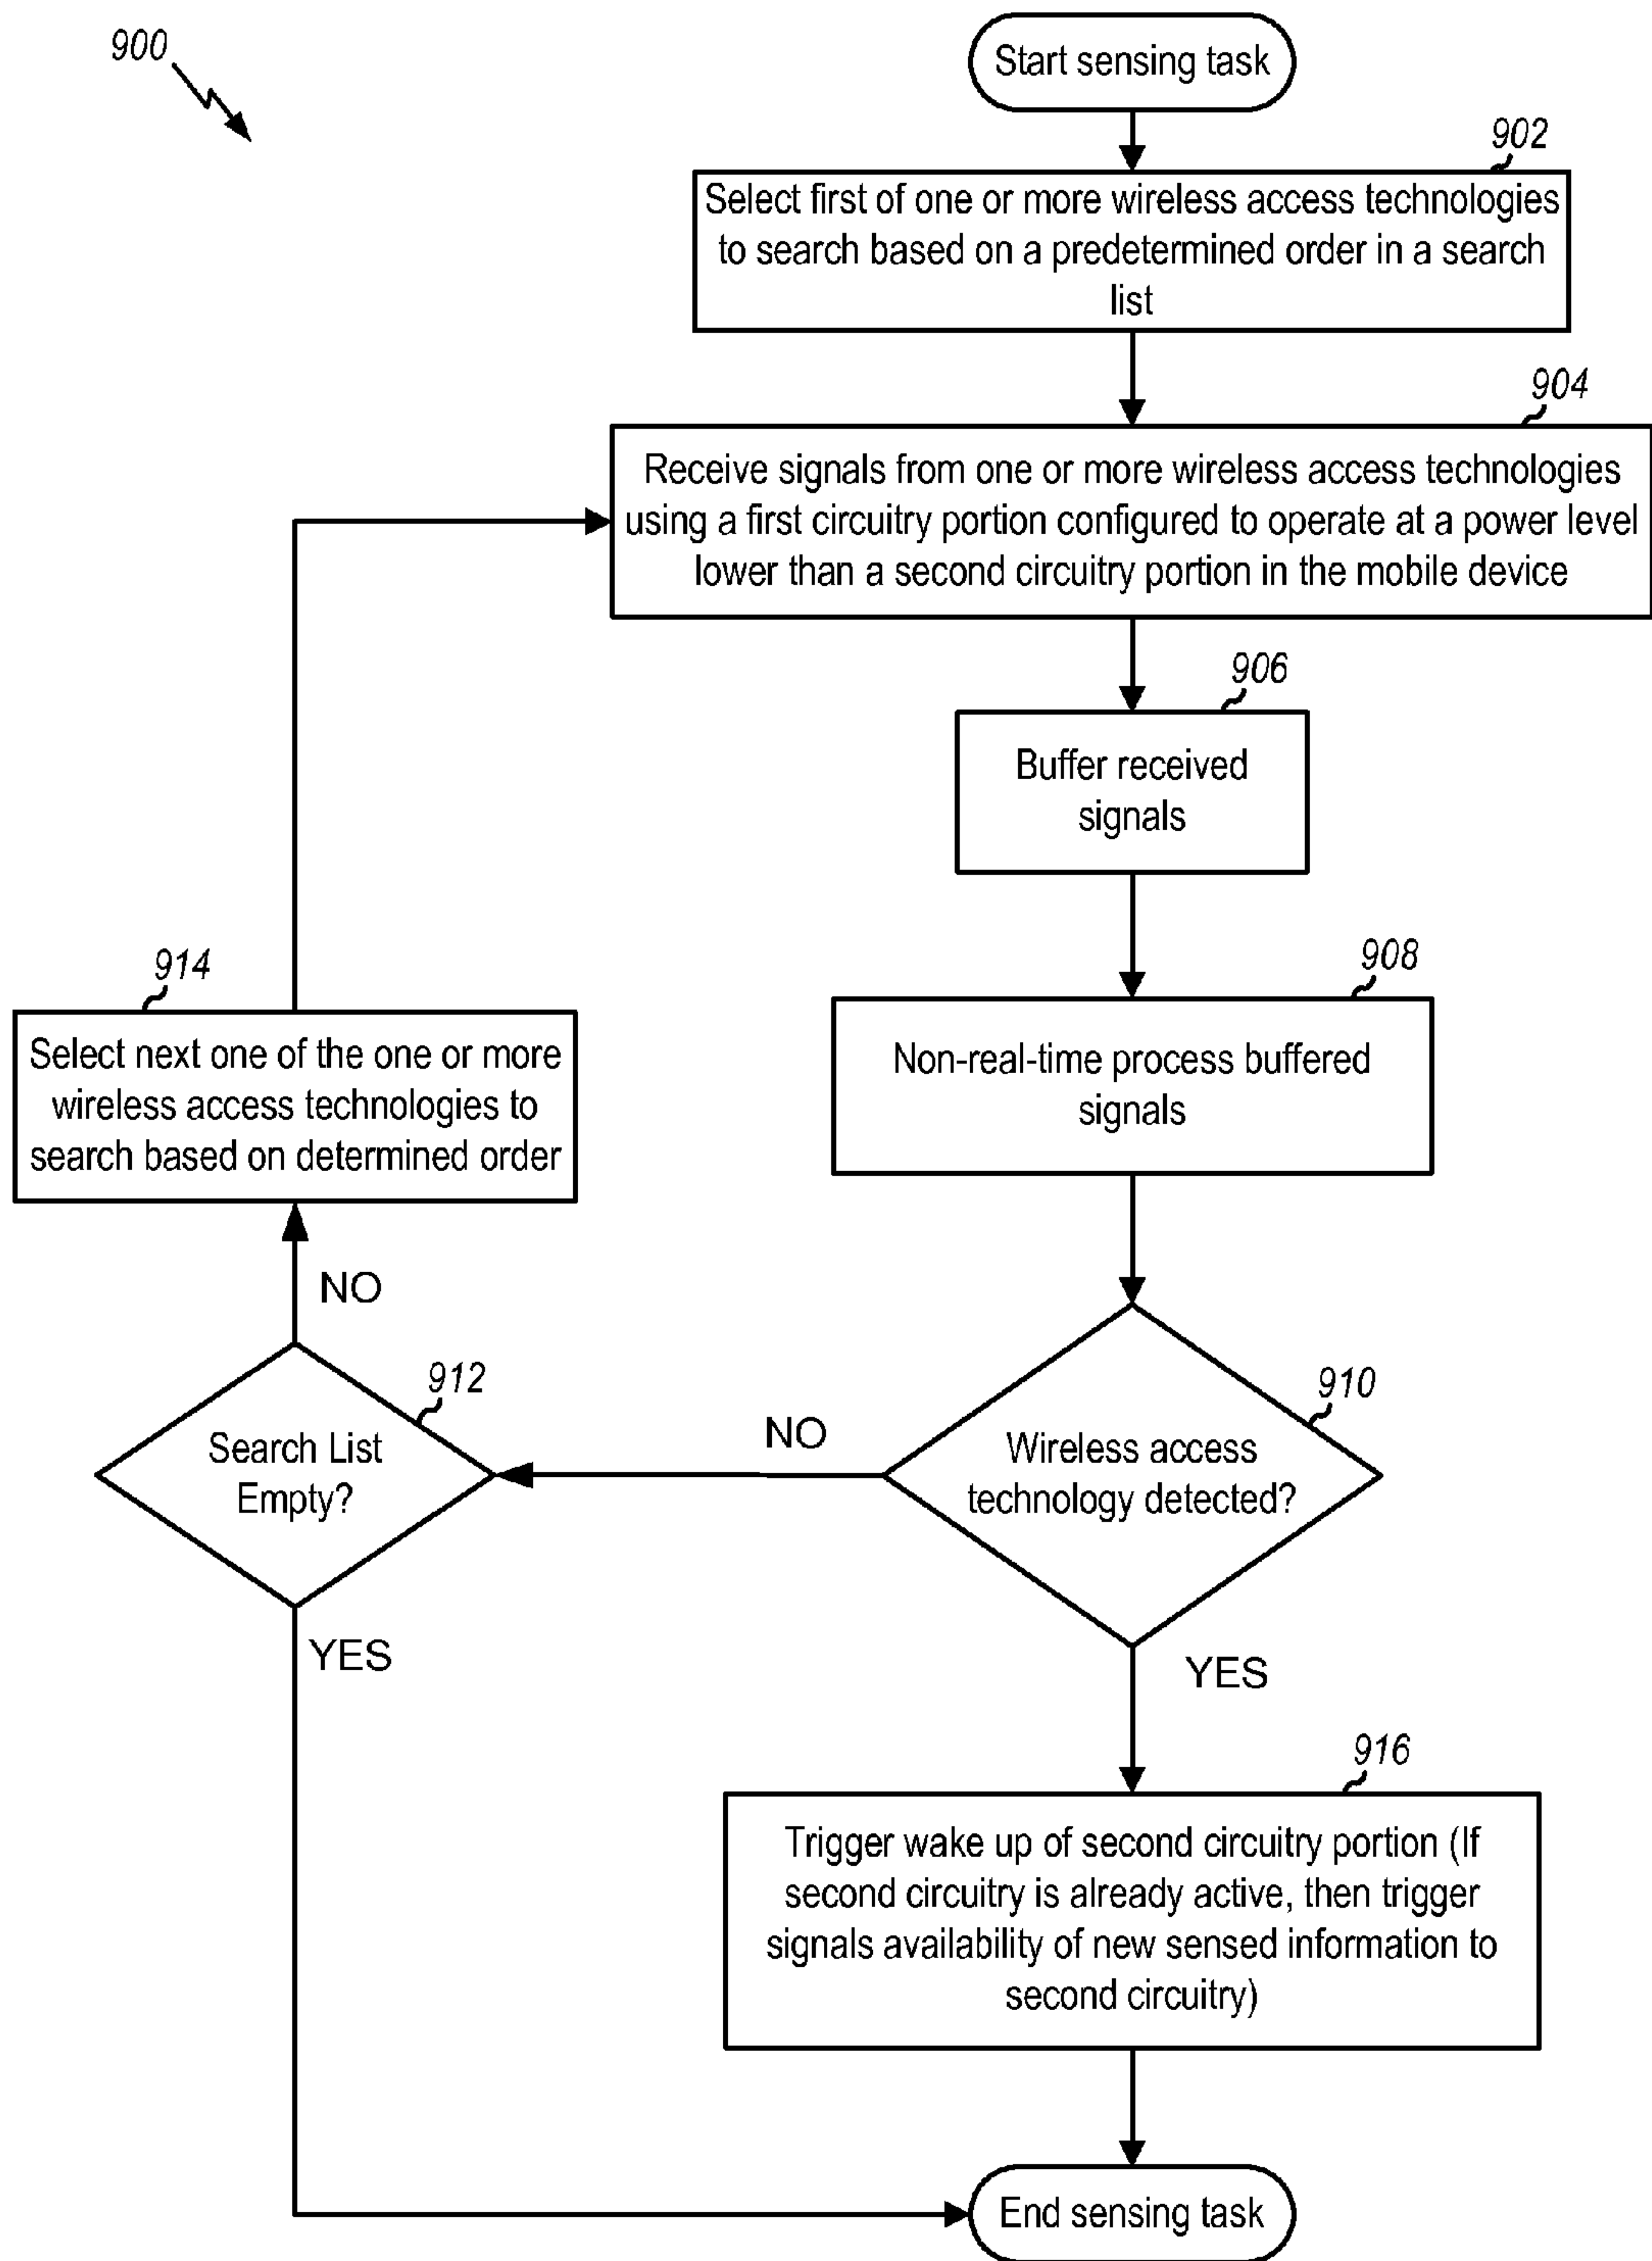 900
Start sensing task
902
Select first of one or more wireless access technologies
to search based on a predetermined order in a search
list
904
Receive signals from one or more wireless access technologies
using a first circuitry portion configured to operate at a power level
lower than a second circuitry portion in the mobile device
906
Buffer received
signals
908
Non-real-time process buffered
signals
914
Select next one of the one or more
wireless access technologies to
search based on determined order
NO
912
Search List
Empty?
YES
NO
910
Wireless access
technology detected?
YES
916
Trigger wake up of second circuitry portion (If
second circuitry is already active, then trigger
signals availability of new sensed information to
second circuitry)
End sensing task